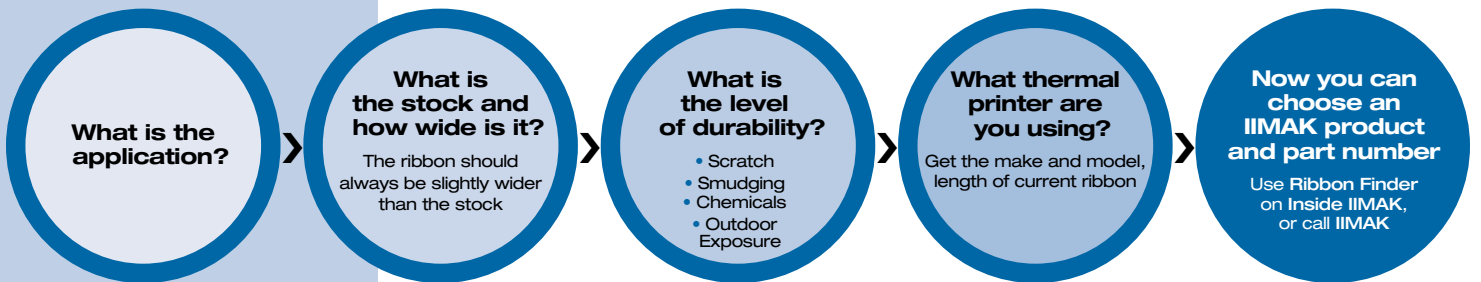 What is the
application?
What is
the stock and
how wide is it?
The ribbon should
always be slightly wider
than the stock
What is
the level
of durability?
• Scratch
• Smudging
• Chemicals
• Outdoor
Exposure
What thermal
printer are
you using?
Get the make and model,
length of current ribbon
Now you can
choose an
IIMAK product
and part number
Use Ribbon Finder
on Inside IIMAK,
or call IIMAK